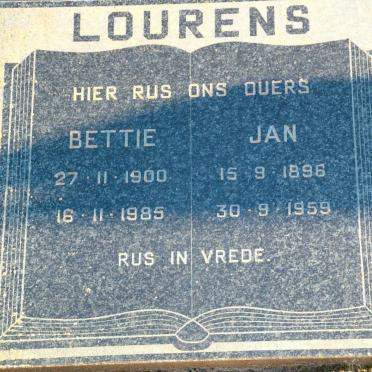 LOURENS
HIER RUS ONS OUERS
BETTIE JAN
27·11·1900 15·9·1896
16·11·1985 30·9·1959
RUS IN VREDE.